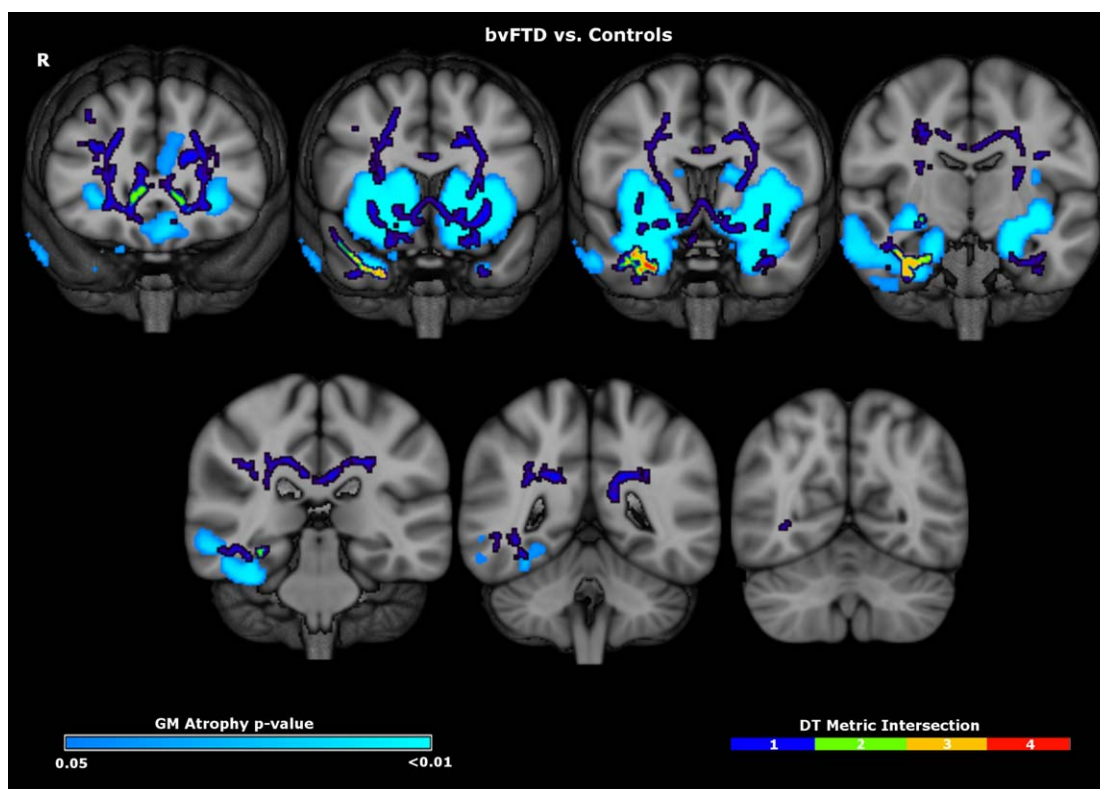 bvFTD vs. Controls
R
GM Atrophy p-value
0.05 <0.01
DT Metric Intersection
1 2 3 4